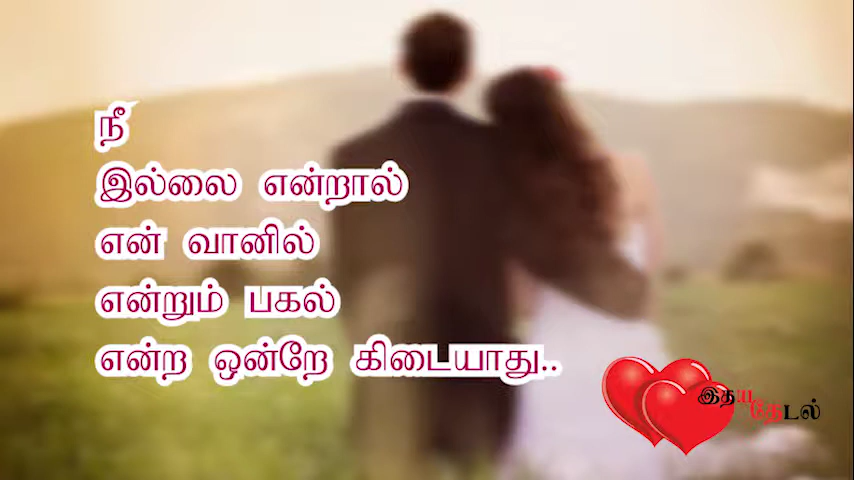 நீ
இல்லை என்றால்
என் வானில்
என்றும் பகல்
என்ற ஒன்றே கிடையாது..
இதய
தேடல்